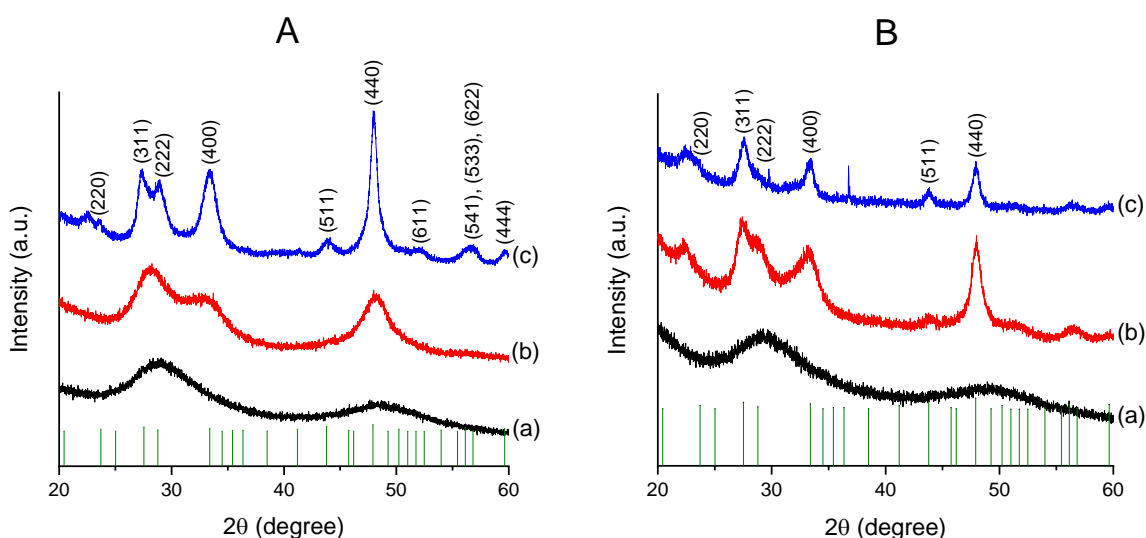 A
Intensity (a.u.)
(220)
(311)
(222)
(400)
(511)
(440)
(611)
(541), (533), (622)
(444)
(c)
(b)
(a)
20 30 40 50 60
2θ (degree)
B
Intensity (a.u.)
(220)
(311)
(222)
(400)
(511)
(440)
(c)
(b)
(a)
20 30 40 50 60
2θ (degree)